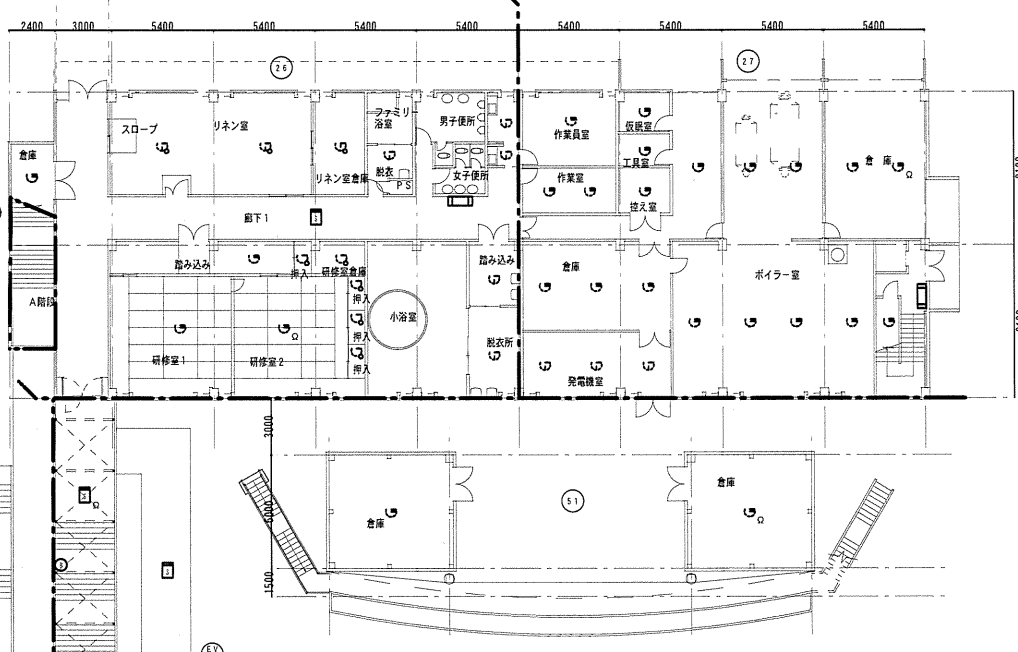 2400 3000 5400 5400 5400 5400 5400 5400 5400 5400
26
27
スロープ
リネン室
ファミリー
浴室
男子便所
作業員室
仮眠室
倉庫
脱衣
工具室
倉 庫
Ω
リネン室倉庫
PS
女子便所
作業室
控え室
廊下1
踏み込み
押入
研修室倉庫
踏み込み
倉庫
ボイラー室
A階段
押入
小浴室
Ω
押入
脱衣所
研修室1
研修室2
押入
発電機室
3000
倉庫
51
6000
倉庫
Ω
Ω
1500
EV